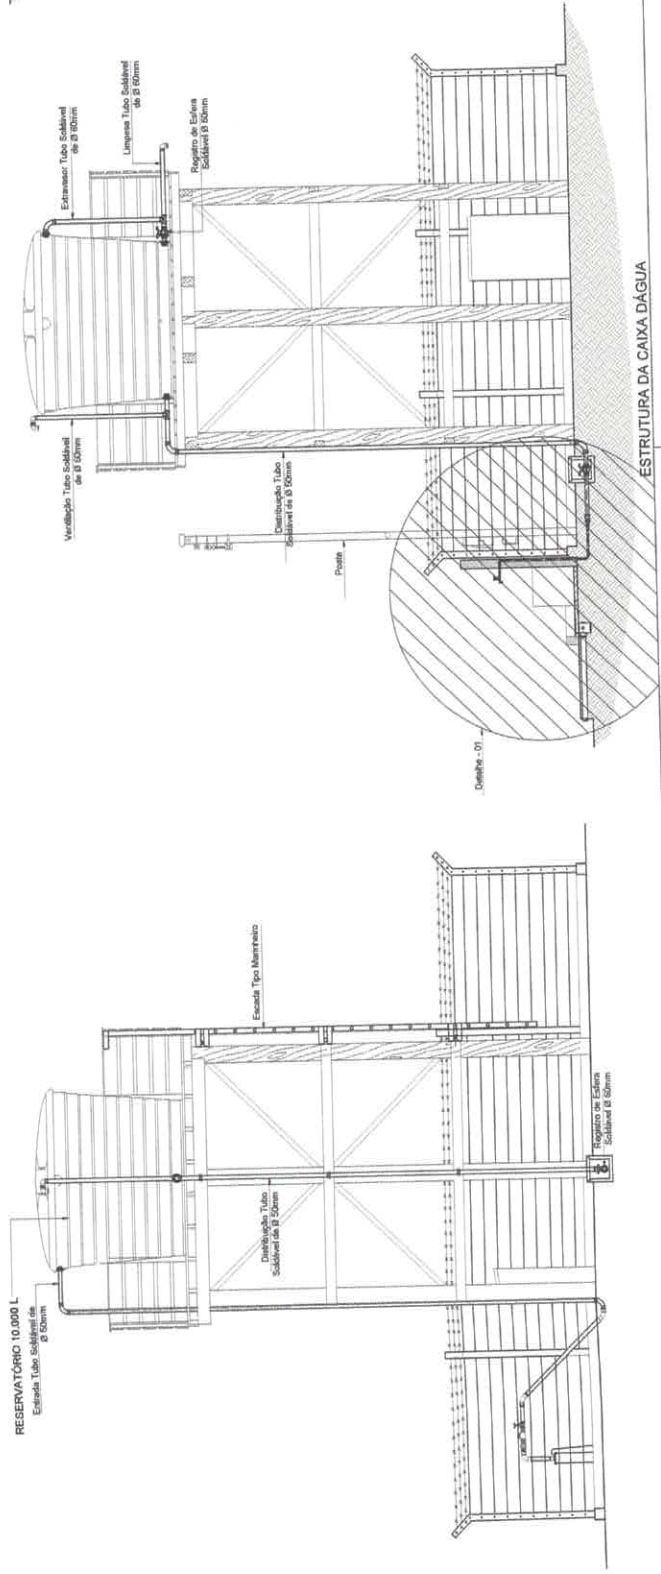 RESERVATÓRIO 10.000 L
Entrada Tubo Soldável de
Ø 50mm
Distribuição Tubo
Soldável de Ø 50mm
Escada Tipo Marinheiro
Registro de Esfera
Soldável Ø 60mm
Ventilação Tubo Soldável
de Ø 60mm
Extravasor Tubo Soldável
de Ø 60mm
Limpesa Tubo Soldável
de Ø 60mm
Registro de Esfera
Soldável Ø 60mm
Distribuição Tubo
Soldável de Ø 50mm
Poste
Detalhe - 01
ESTRUTURA DA CAIXA DÁGUA